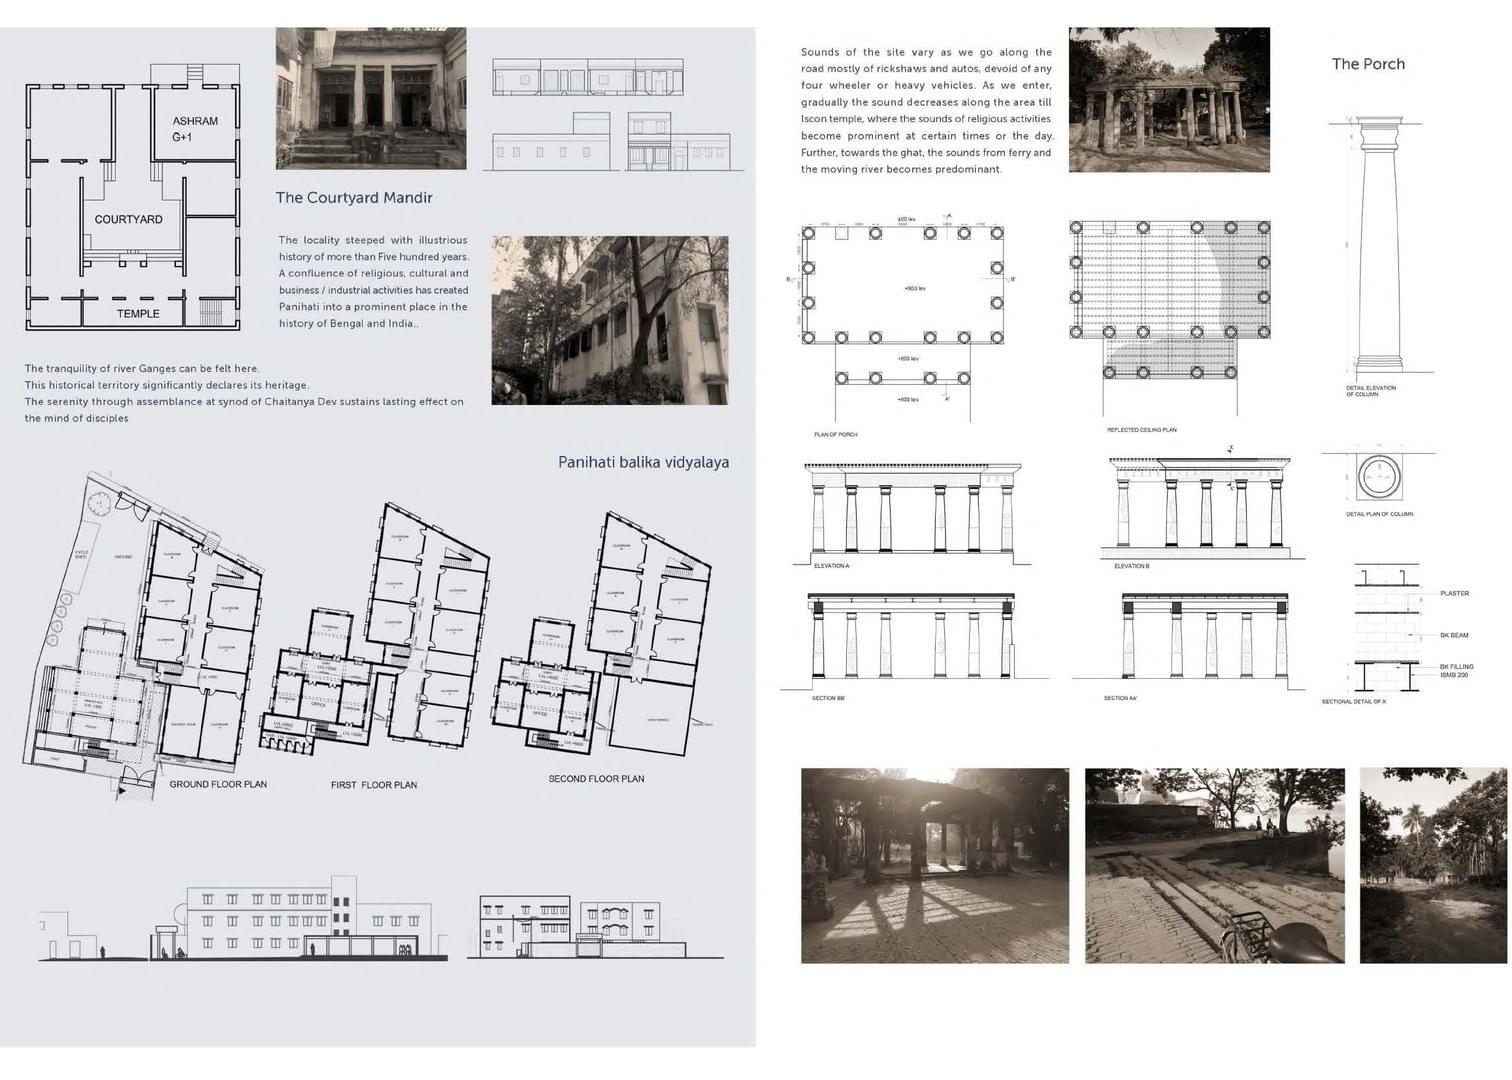 ASHRAM
G+1
COURTYARD
TEMPLE
The Courtyard Mandir
The locality steeped with illustrious
history of more than Five hundred years.
A confluence of religious, cultural and
business / industrial activities has created
Panihati into a prominent place in the
history of Bengal and India..
The tranquility of river Ganges can be felt here.
This historical territory significantly declares its heritage.
The serenity through assemblance at synod of Chaitanya Dev sustains lasting effect on
the mind of disciples
Panihati balika vidyalaya
OFFICE
OFFICE
GROUND FLOOR PLAN
FIRST FLOOR PLAN
SECOND FLOOR PLAN
Sounds of the site vary as we go along the
road mostly of rickshaws and autos, devoid of any
four wheeler or heavy vehicles. As we enter,
gradually the sound decreases along the area till
Iscon temple, where the sounds of religious activities
become prominent at certain times or the day.
Further, towards the ghat, the sounds from ferry and
the moving river becomes predominant.
The Porch
±00 lev
A
B
B'
+600 lev
+600 lev
+600 lev
A'
PLAN OF PORCH
REFLECTED CEILING PLAN
DETAIL ELEVATION
OF COLUMN
ELEVATION A
X
X'
ELEVATION B
DETAIL PLAN OF COLUMN
SECTION BB'
SECTION AA'
PLASTER
BK BEAM
BK FILLING
ISMB 200
SECTIONAL DETAIL OF X